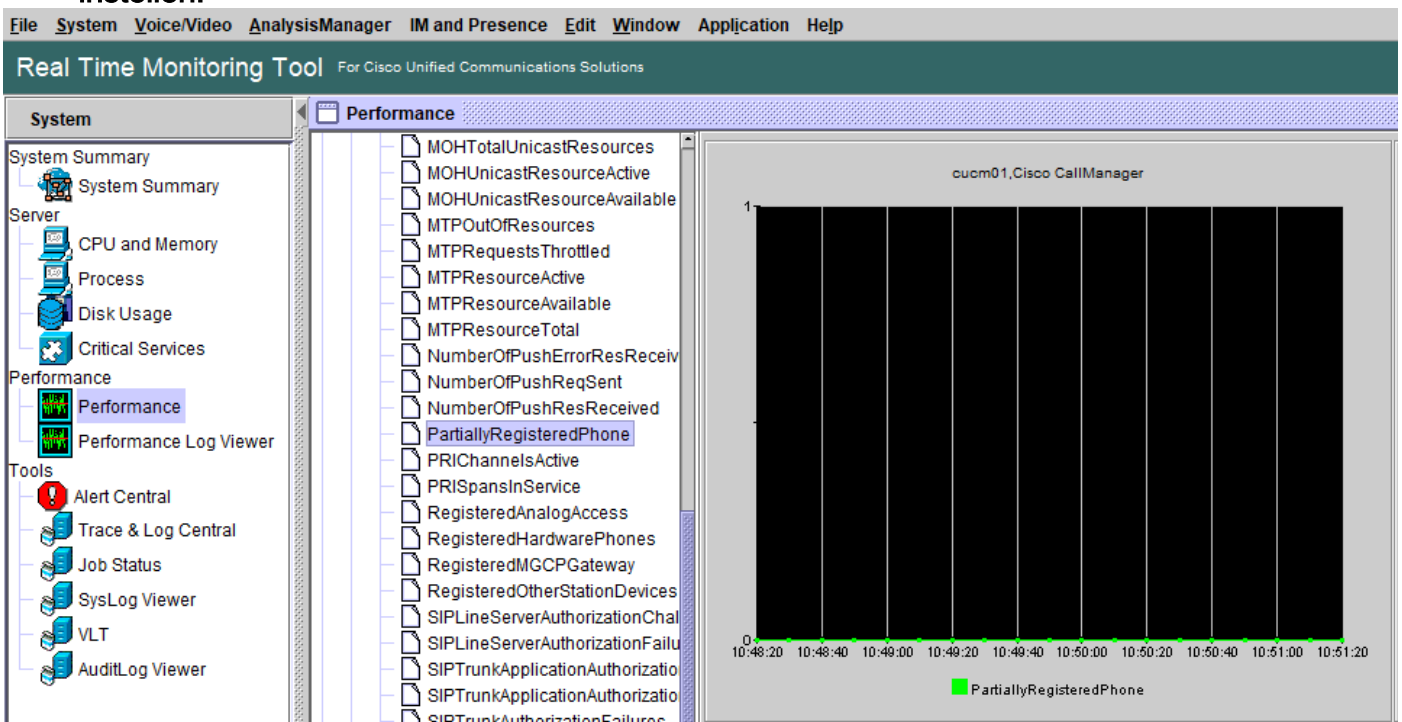 File System Voice/Video AnalysisManager IM and Presence Edit Window Application Help
Real Time Monitoring Tool For Cisco Unified Communications Solutions
System
System Summary
System Summary
Server
CPU and Memory
Process
Disk Usage
Critical Services
Performance
Performance
Performance Log Viewer
Tools
Alert Central
Trace & Log Central
Job Status
SysLog Viewer
VLT
AuditLog Viewer
Performance
MOHTotalUnicastResources
MOHUnicastResourceActive
MOHUnicastResourceAvailable
MTPOutOfResources
MTPRequestsThrottled
MTPResourceActive
MTPResourceAvailable
MTPResourceTotal
NumberOfPushErrorResReceiv
NumberOfPushReqSent
NumberOfPushResReceived
PartiallyRegisteredPhone
PRIChannelsActive
PRISpansInService
RegisteredAnalogAccess
RegisteredHardwarePhones
RegisteredMGCPGateway
RegisteredOtherStationDevices
SIPLineServerAuthorizationChal
SIPLineServerAuthorizationFailu
SIPTrunkApplicationAuthorizatio
SIPTrunkApplicationAuthorizatio
SIPTrunkAuthorizationFailures
cucm01,Cisco CallManager
1
0
10:48:20 10:48:40 10:49:00 10:49:20 10:49:40 10:50:00 10:50:20 10:50:40 10:51:00 10:51:20
PartiallyRegisteredPhone